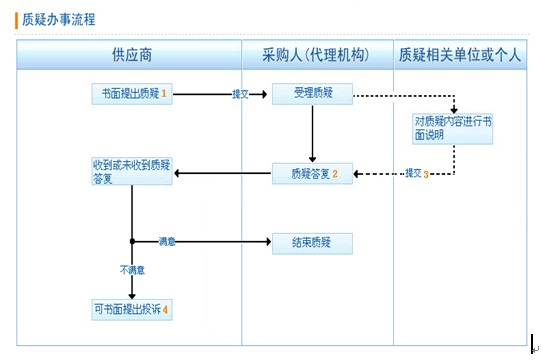 质疑办事流程
供应商
采购人(代理机构)
质疑相关单位或个人
书面提出质疑 1
提交
受理质疑
对质疑内容进行书
面说明
收到或未收到质疑
答复
质疑答复 2
提交 3
满意
结束质疑
不满意
可书面提出投诉 4